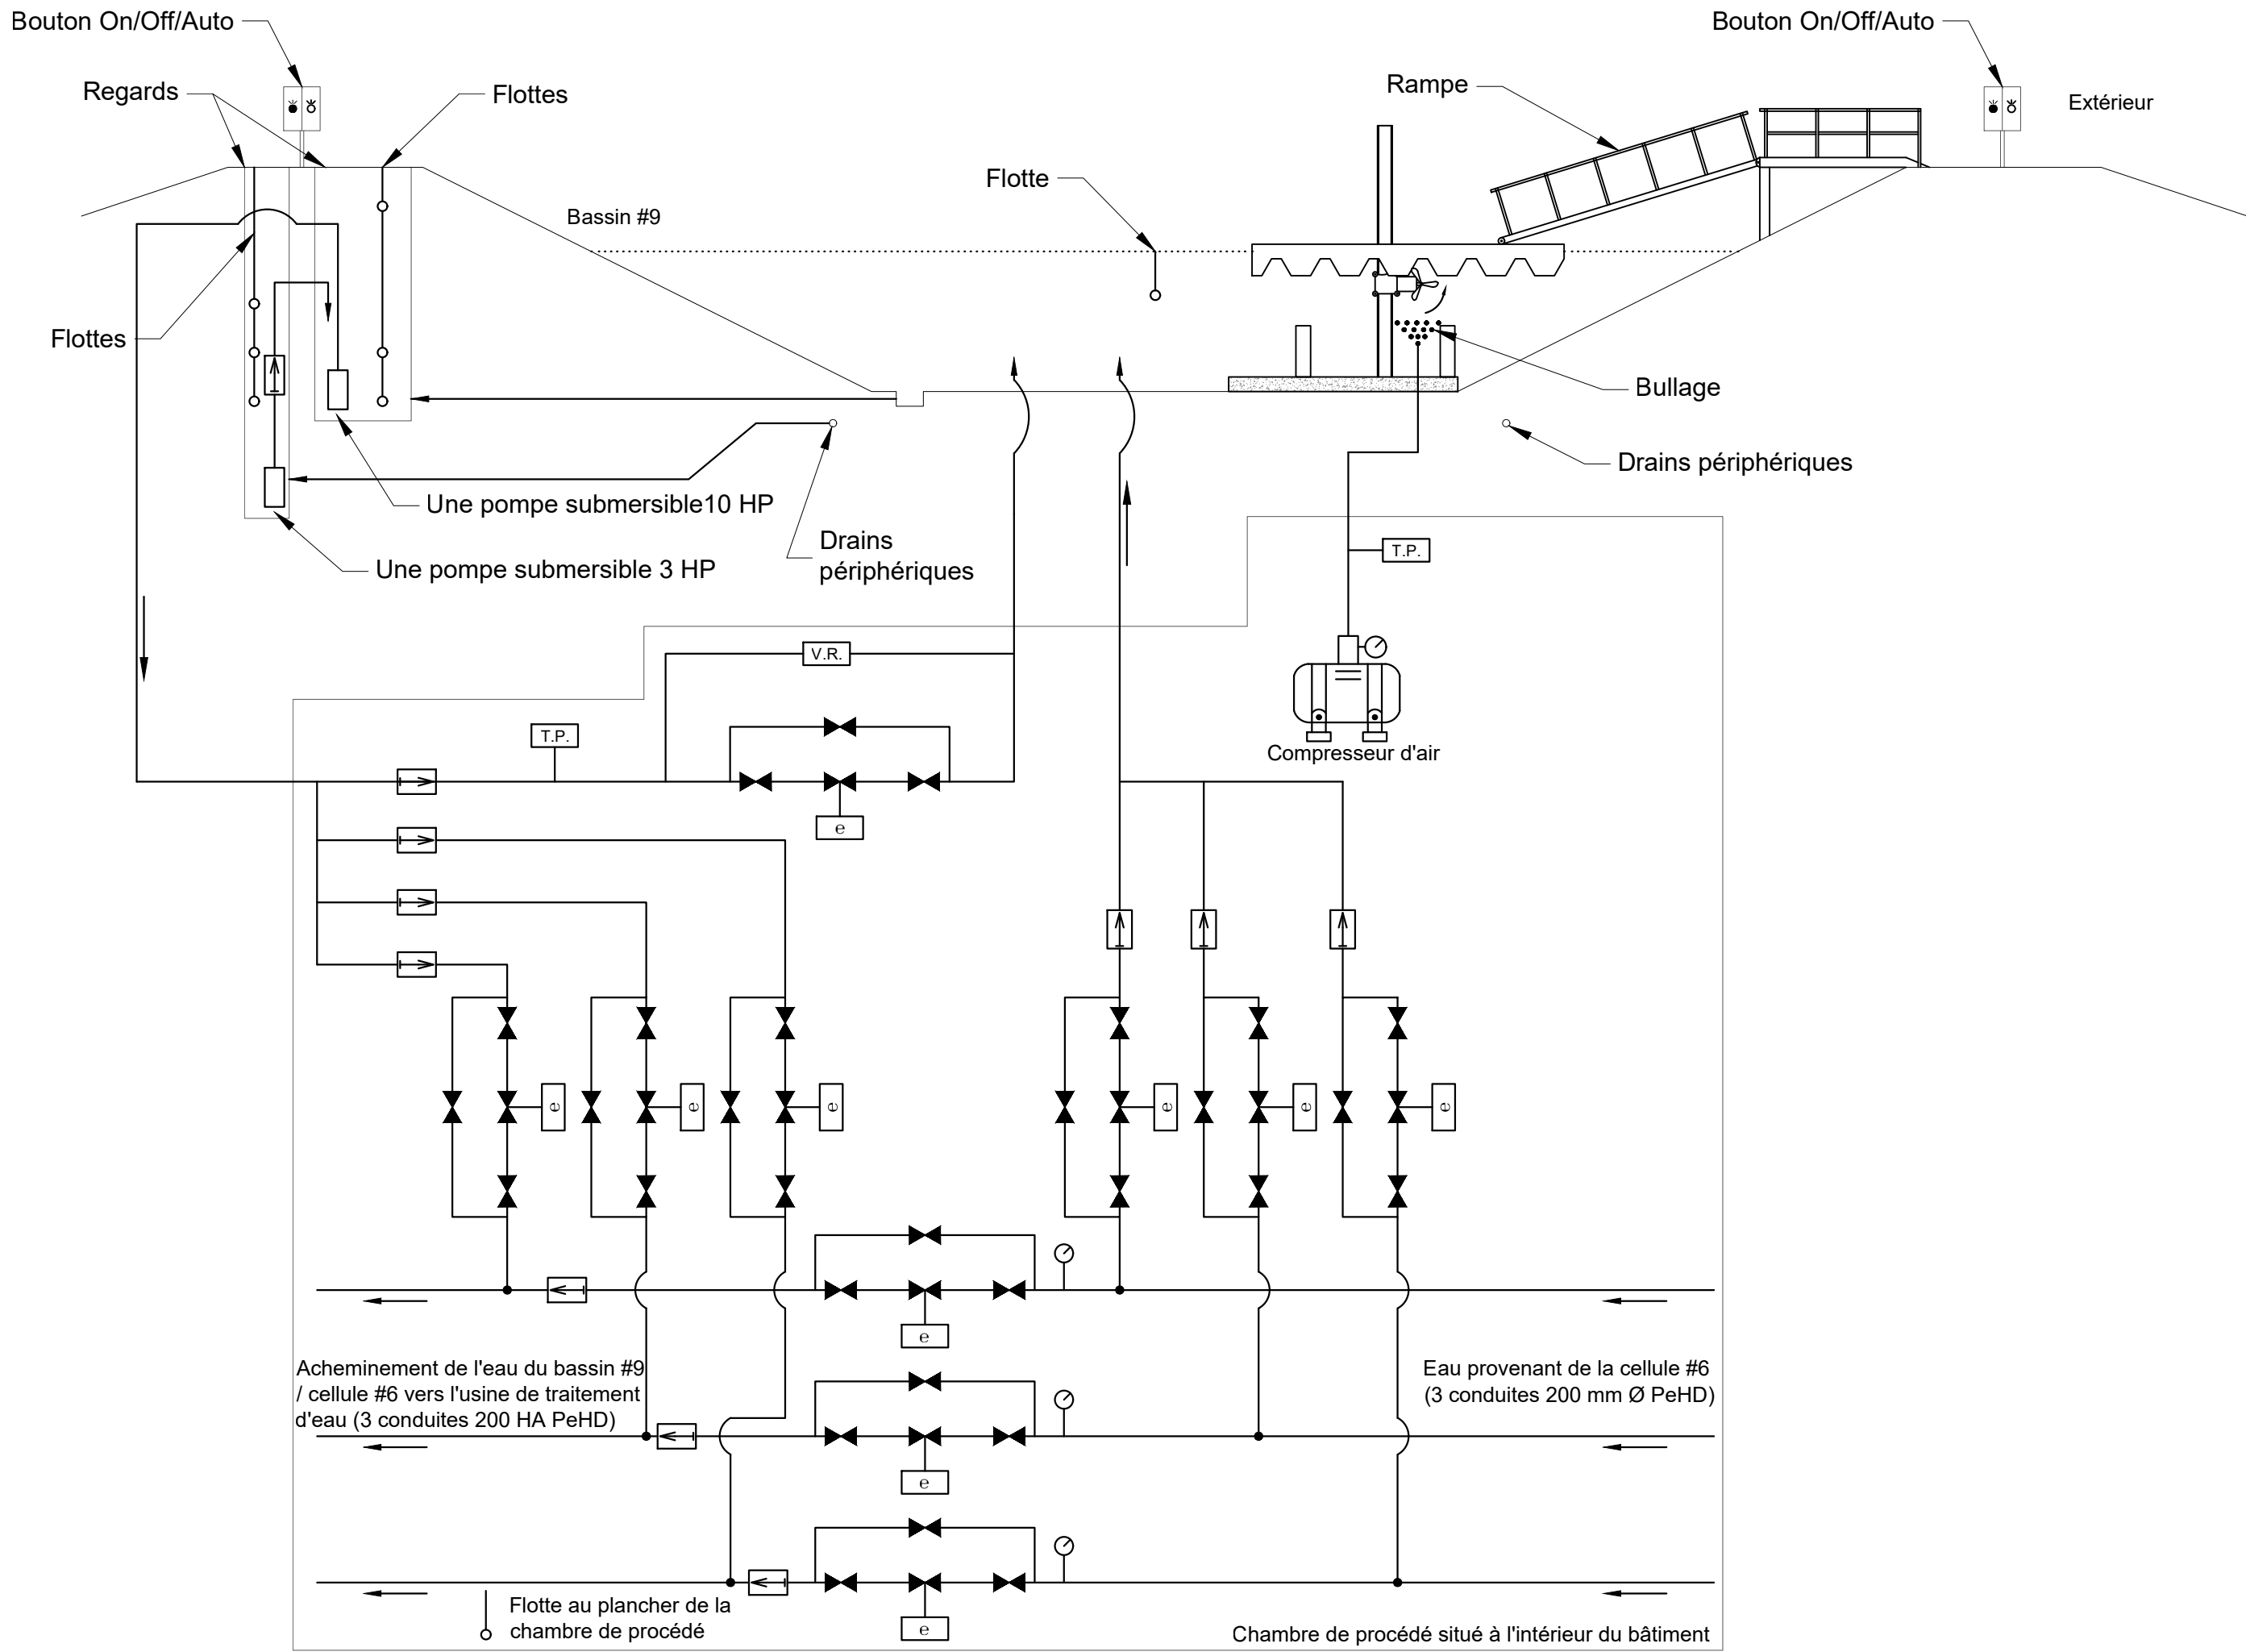 Bouton On/Off/Auto
Bouton On/Off/Auto
Regards
Flottes
Rampe
Extérieur
Flotte
Bassin #9
Flottes
Bullage
Drains périphériques
Une pompe submersible10 HP
Drains
périphériques
Une pompe submersible 3 HP
T.P.
V.R.
T.P.
Compresseur d'air
e
e
e
e
e
e
e
e
Acheminement de l'eau du bassin #9
/ cellule #6 vers l'usine de traitement
d'eau (3 conduites 200 HA PeHD)
Eau provenant de la cellule #6
(3 conduites 200 mm Ø PeHD)
e
e
Flotte au plancher de la
chambre de procédé
Chambre de procédé situé à l'intérieur du bâtiment